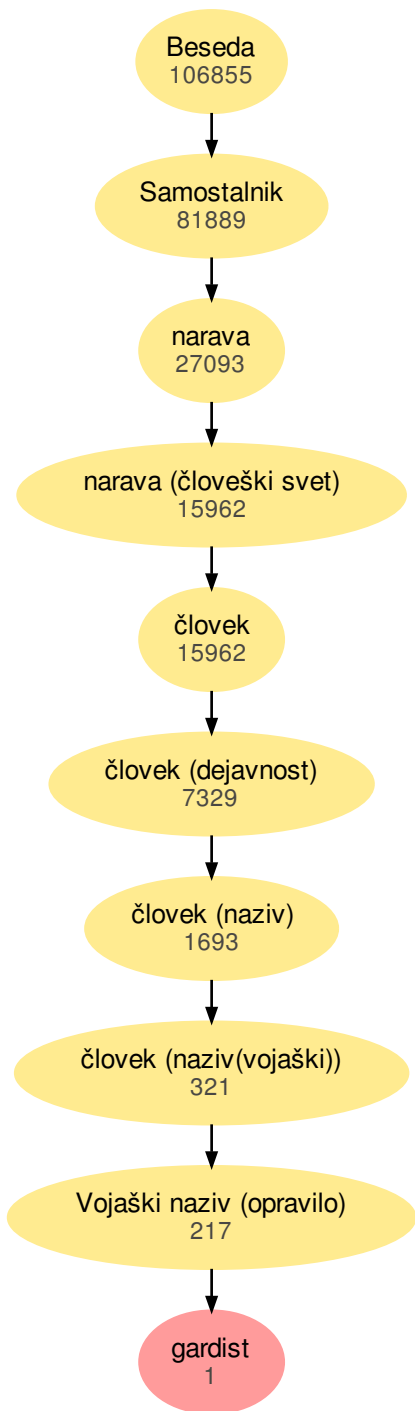 Beseda
106855
Samostalnik
81889
narava
27093
narava (človeški svet)
15962
človek
15962
človek (dejavnost)
7329
človek (naziv)
1693
človek (naziv(vojaški))
321
Vojaški naziv (opravilo)
217
gardist
1